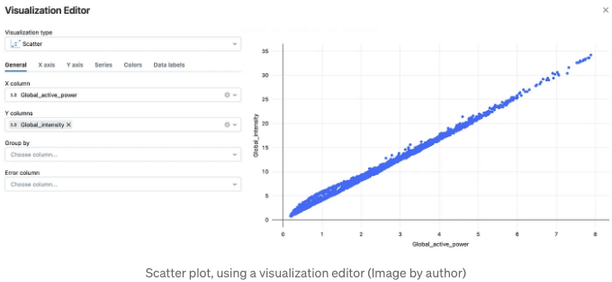 Visualization Editor
×
Visualization type
Scatter
General X axis Y axis Series Colors Data labels
X column
1.2 Global_active_power
Y columns
1.2 Global_intensity ×
Group by
Choose column...
Error column
Choose column...
35
30
25
20
15
10
5
0
Global_intensity
0 1 2 3 4 5 6 7 8
Global_active_power
Scatter plot, using a visualization editor (Image by author)